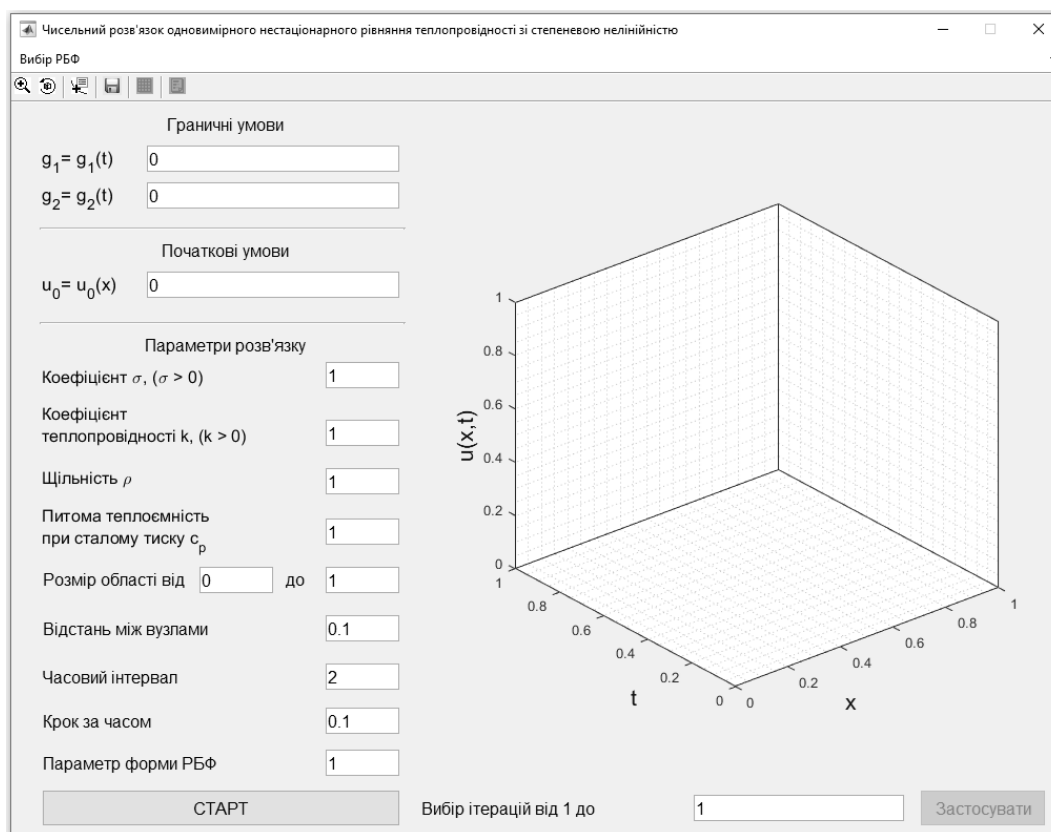 Чисельний розв'язок одновимірного нестаціонарного рівняння теплопровідності зі степеневою нелінійністю
Вибір РБФ
Граничні умови
g₁= g₁(t) 0
g₂= g₂(t) 0
Початкові умови
u₀= u₀(x) 0
Параметри розв'язку
Коефіцієнт σ, (σ > 0) 1
Коефіцієнт
теплопровідності k, (k > 0) 1
Щільність ρ 1
Питома теплоємність
при сталому тиску cₚ 1
Розмір області від 0 до 1
Відстань між вузлами 0.1
Часовий інтервал 2
Крок за часом 0.1
Параметр форми РБФ 1
СТАРТ
u(x,t)
1
0.8
0.6
0.4
0.2
0
1
0.8
0.6
0.4
0.2
0
t
0
0.2
0.4
0.6
0.8
1
x
Вибір ітерацій від 1 до 1 Застосувати